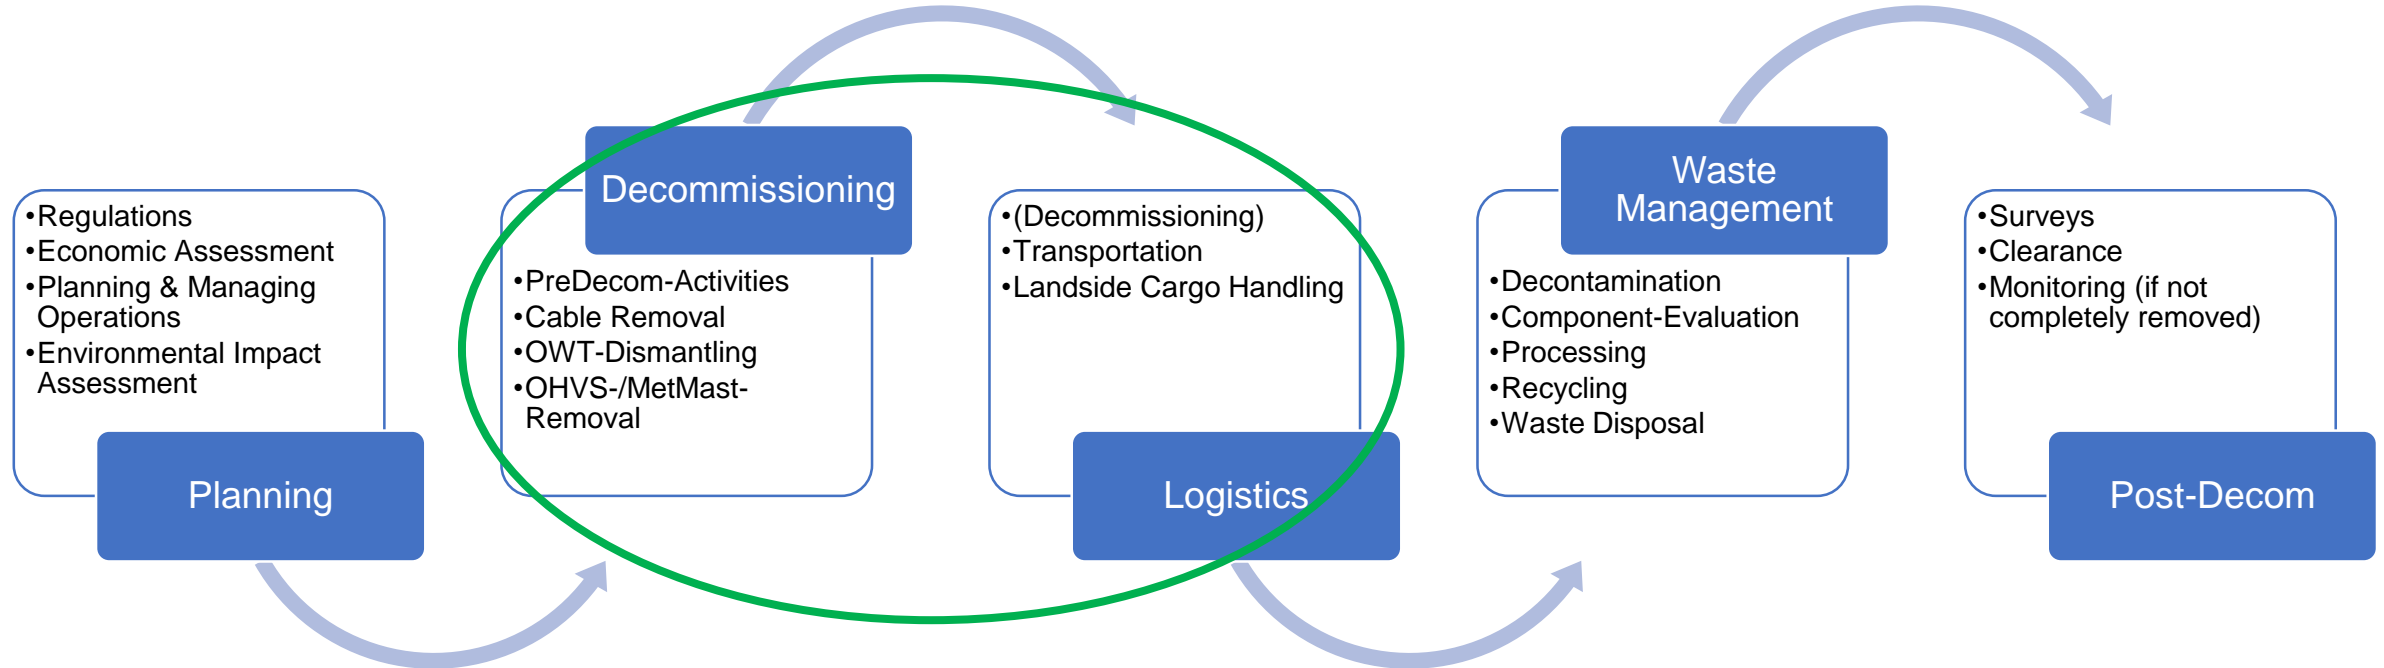 •Regulations
•Economic Assessment
•Planning & Managing
Operations
•Environmental Impact
Assessment
Planning
Decommissioning
•PreDecom-Activities
•Cable Removal
•OWT-Dismantling
•OHVS-/MetMast-
Removal
•(Decommissioning)
•Transportation
•Landside Cargo Handling
Logistics
Waste
Management
•Decontamination
•Component-Evaluation
•Processing
•Recycling
•Waste Disposal
•Surveys
•Clearance
•Monitoring (if not
completely removed)
Post-Decom